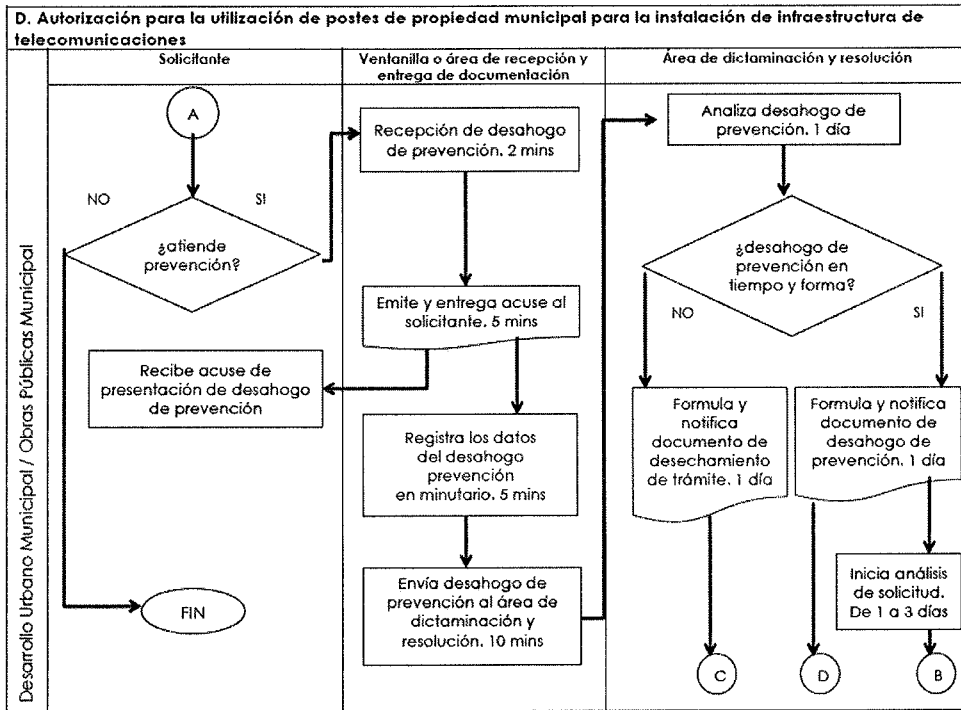 D. Autorización para la utilización de postes de propiedad municipal para la instalación de infraestructura de
telecomunicaciones
Desarrollo Urbano Municipal / Obras Públicas Municipal
Solicitante
A
NO
SI
¿atiende
prevención?
Recibe acuse de
presentación de desahogo
de prevención
FIN
Ventanilla o área de recepción y
entrega de documentación
Recepción de desahogo
de prevención. 2 mins
Emite y entrega acuse al
solicitante. 5 mins
Registra los datos
del desahogo
prevención
en minutario. 5 mins
Envía desahogo de
prevención al área de
dictaminación y
resolución. 10 mins
Área de dictaminación y resolución
Analiza desahogo de
prevención. 1 día
¿desahogo de
prevención en
tiempo y forma?
NO
SI
Formula y
notifica
documento de
desechamiento
de trámite. 1 día
Formula y notifica
documento de
desahogo de
prevención. 1 día
Inicia análisis
de solicitud.
De 1 a 3 días
C
D
B